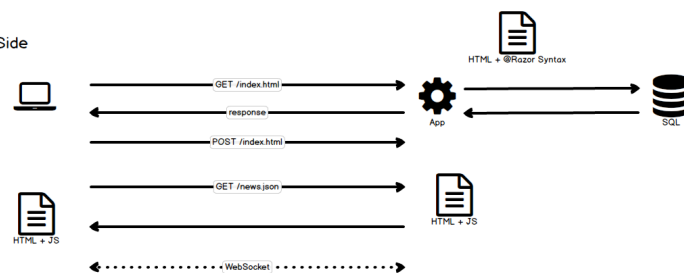 Side
HTML + @Razor Syntax
GET /index.html
response
App
SQL
POST /index.html
GET /news.json
HTML + JS
HTML + JS
WebSocket